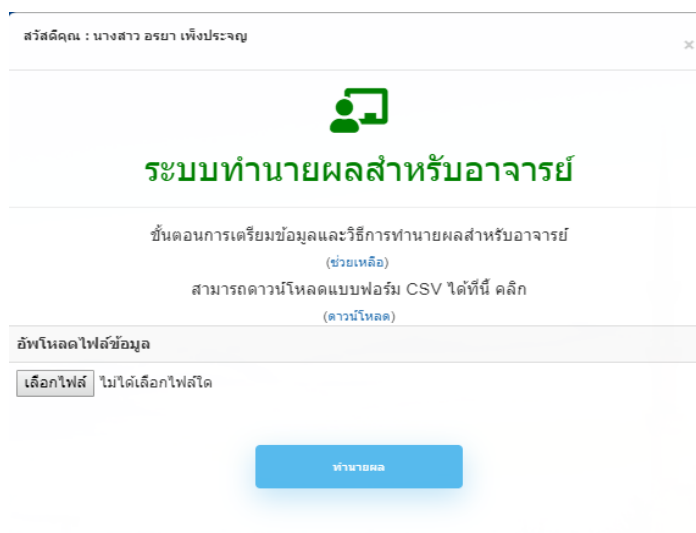 สวัสดีคุณ : นางสาว อรยา เพ็งประจญ
×
ระบบทำนายผลสำหรับอาจารย์
ขั้นตอนการเตรียมข้อมูลและวิธีการทำนายผลสำหรับอาจารย์
(ช่วยเหลือ)
สามารถดาวน์โหลดแบบฟอร์ม CSV ได้ที่นี้ คลิก
(ดาวน์โหลด)
อัพโหลดไฟล์ข้อมูล
เลือกไฟล์ ไม่ได้เลือกไฟล์ใด
ทำนายผล